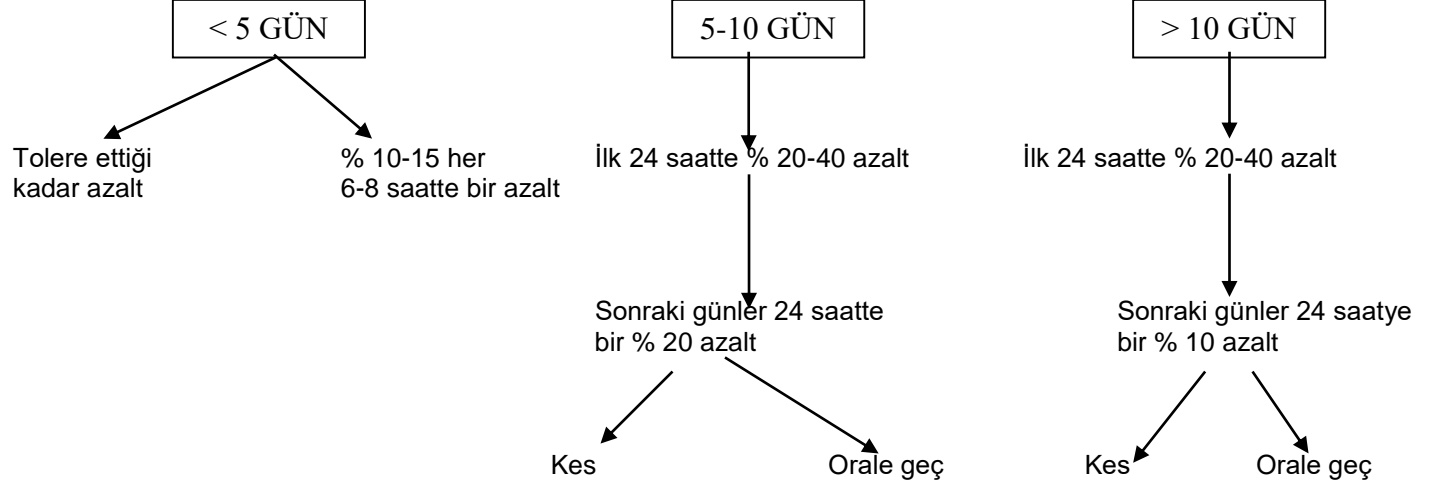 < 5 GÜN
5-10 GÜN
> 10 GÜN
Tolere ettiği
kadar azalt
% 10-15 her
6-8 saatte bir azalt
İlk 24 saatte % 20-40 azalt
İlk 24 saatte % 20-40 azalt
Sonraki günler 24 saatte
bir % 20 azalt
Sonraki günler 24 saatye
bir % 10 azalt
Kes
Orale geç
Kes
Orale geç